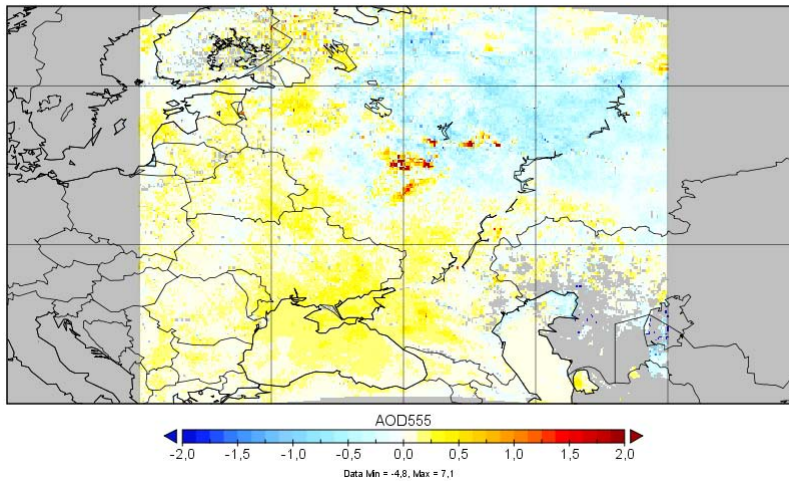 AOD555
-2,0 -1,5 -1,0 -0,5 0,0 0,5 1,0 1,5 2,0
Data Min = -4,8, Max = 7,1